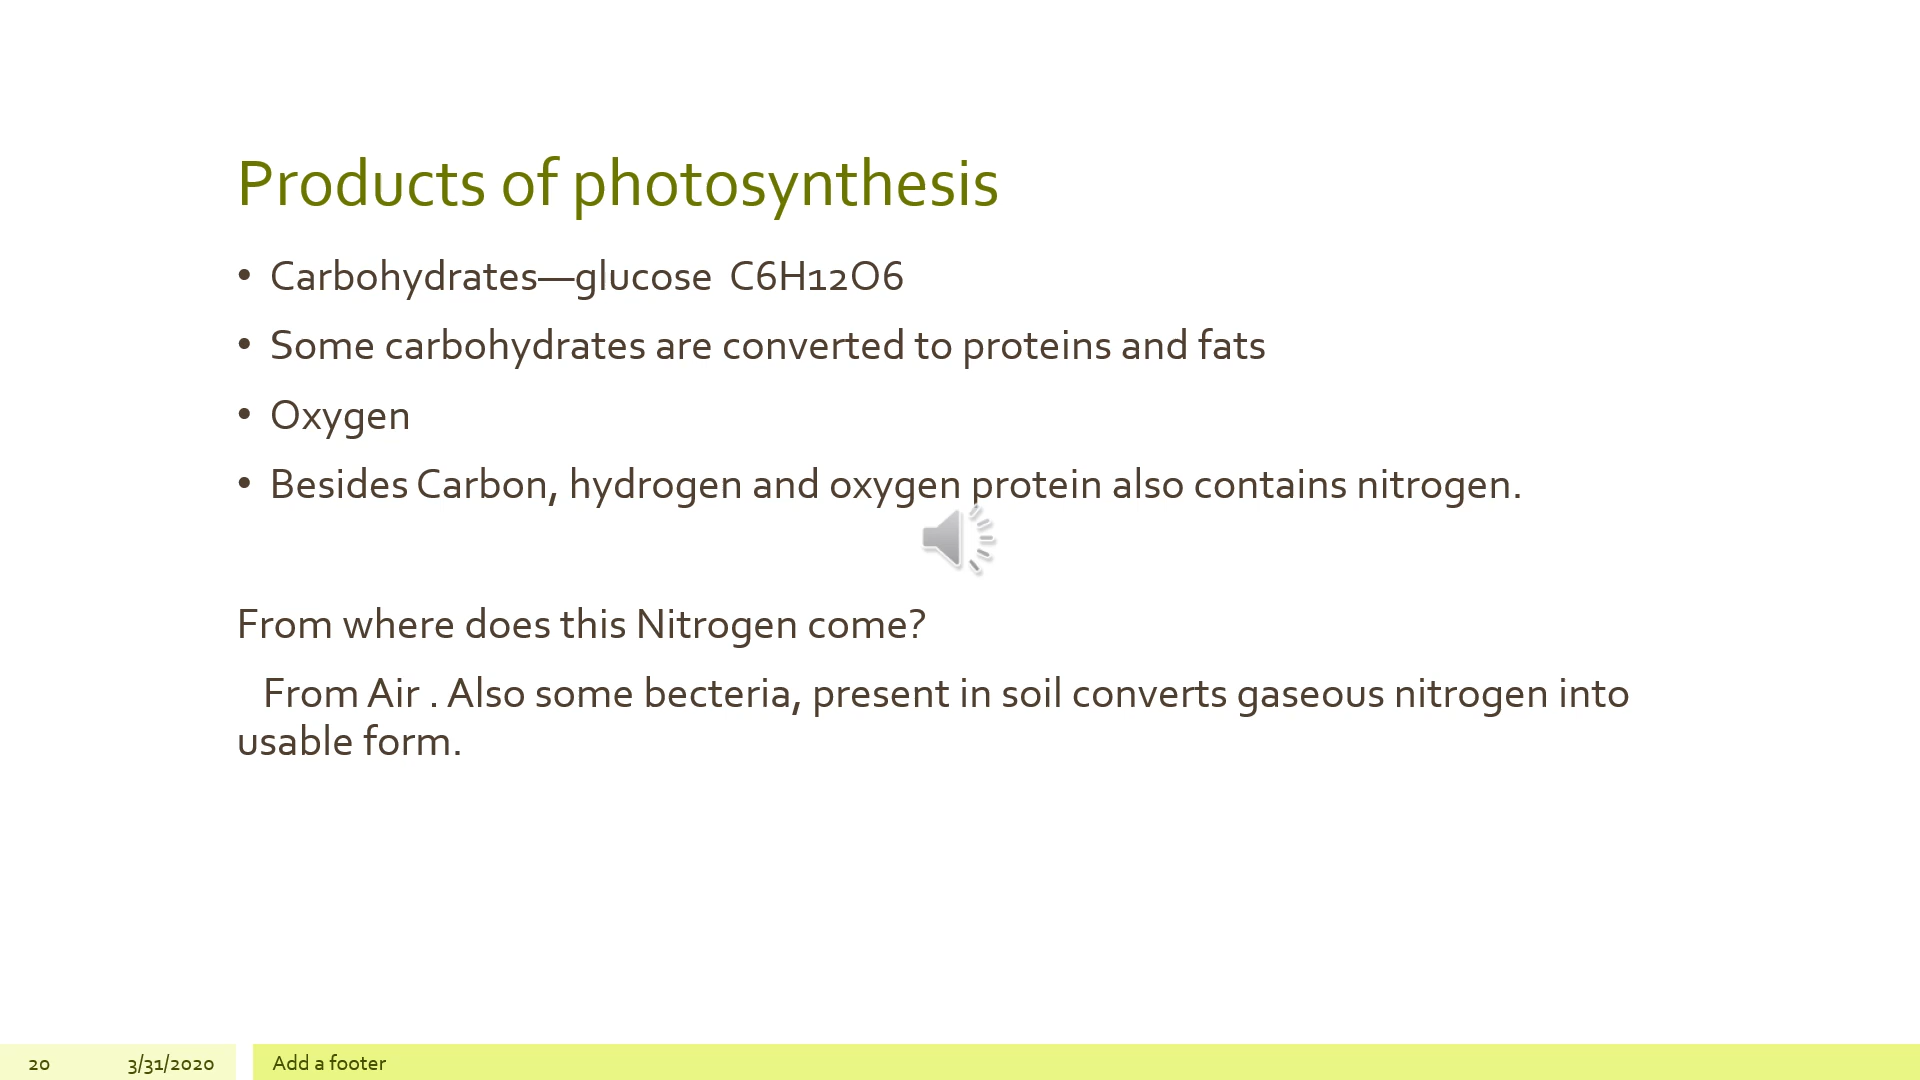 Products of photosynthesis
• Carbohydrates—glucose  C6H12O6
• Some carbohydrates are converted to proteins and fats
• Oxygen
• Besides Carbon, hydrogen and oxygen protein also contains nitrogen.
From where does this Nitrogen come?
From Air . Also some becteria, present in soil converts gaseous nitrogen into
usable form.
20 3/31/2020 Add a footer